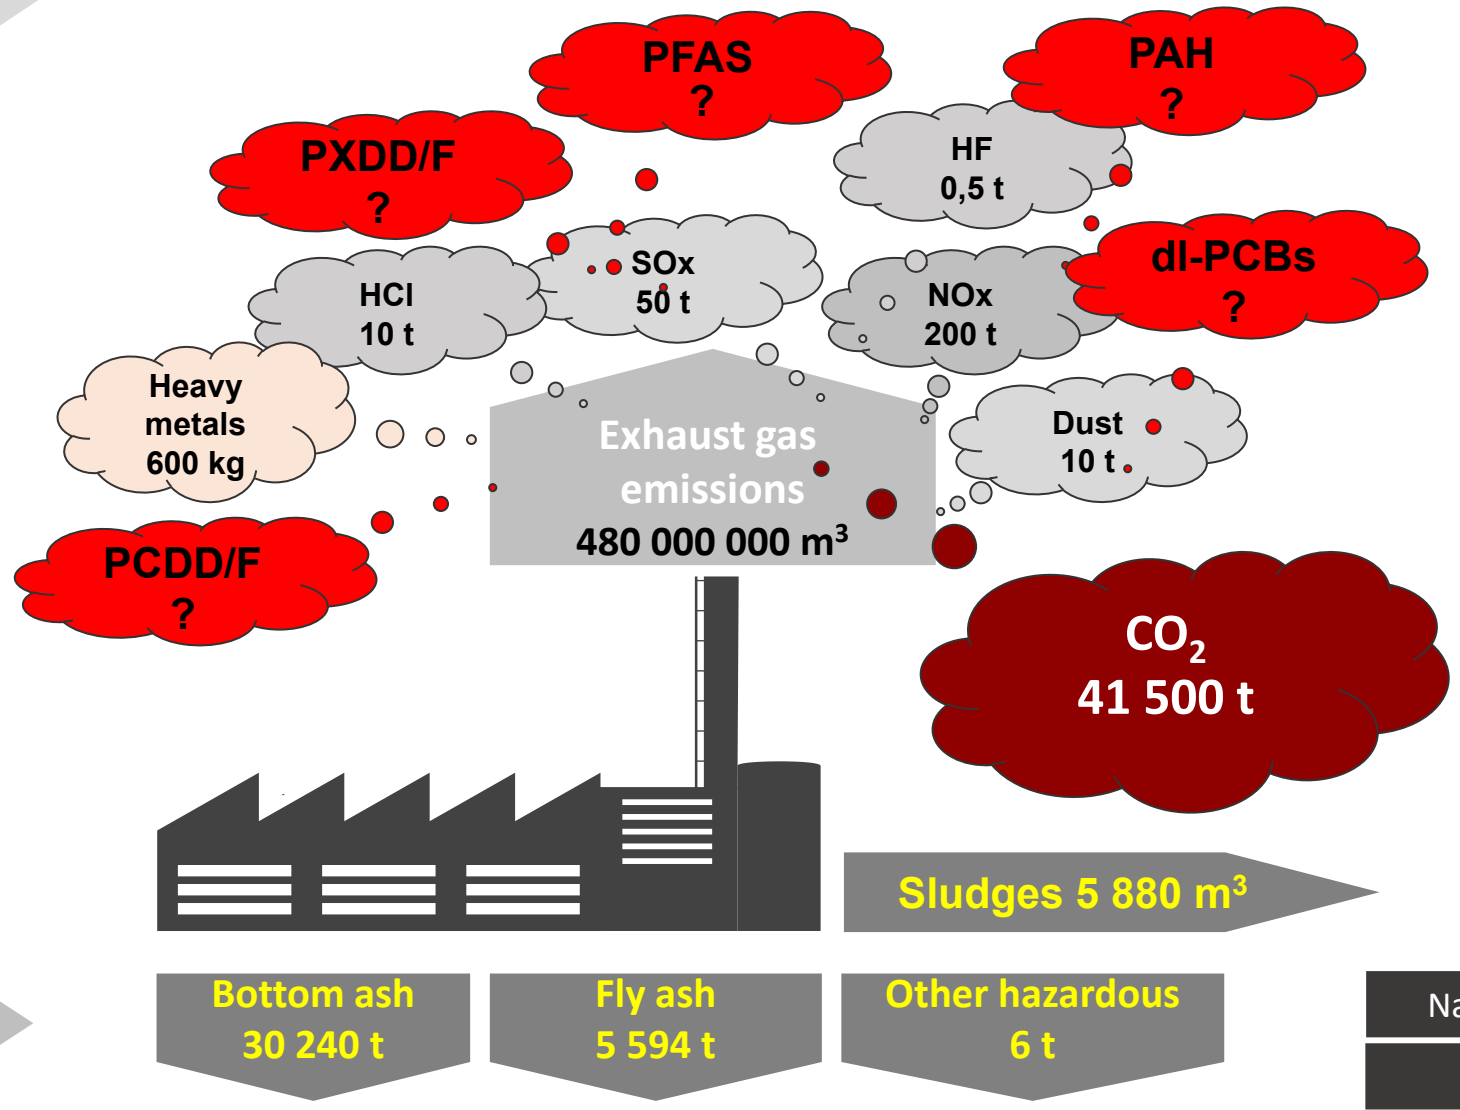 PFAS
?
PAH
?
PXDD/F
?
HF
0,5 t
dl-PCBs
?
HCl
10 t
SOx
50 t
NOx
200 t
Heavy
metals
600 kg
Dust
10 t
Exhaust gas
emissions
480 000 000 m³
PCDD/F
?
CO₂
41 500 t
Sludges 5 880 m³
Bottom ash
30 240 t
Fly ash
5 594 t
Other hazardous
6 t
Na